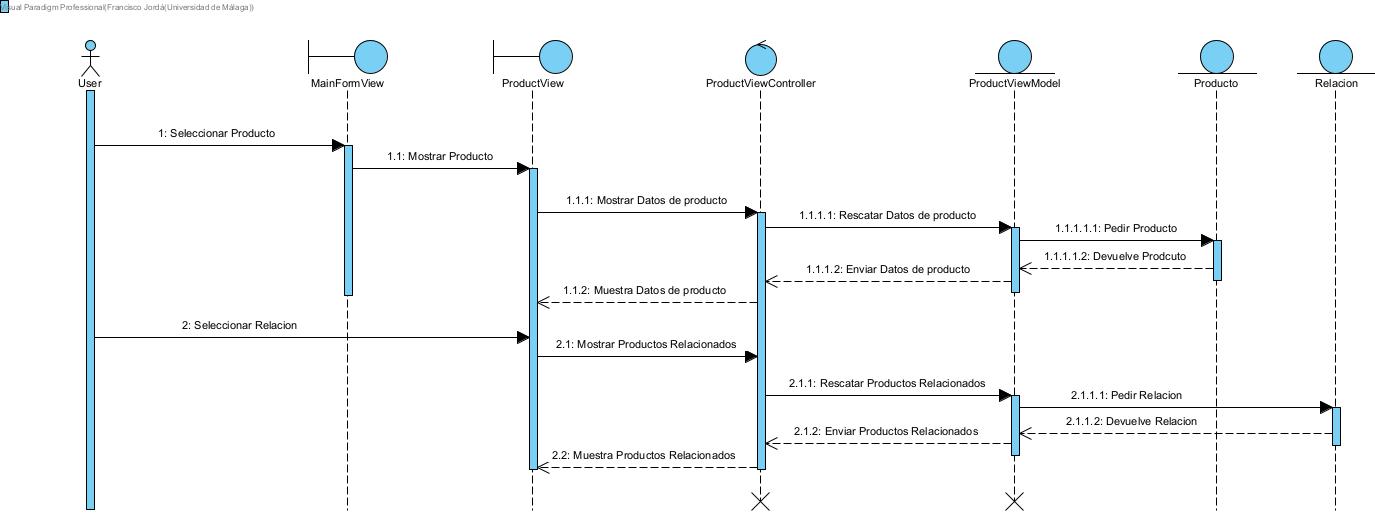 Visual Paradigm Professional(Francisco Jordá(Universidad de Málaga))
User
MainFormView
ProductView
ProductViewController
ProductViewModel
Producto
Relacion
1: Seleccionar Producto
1.1: Mostrar Producto
1.1.1: Mostrar Datos de producto
1.1.1.1: Rescatar Datos de producto
1.1.1.1.1: Pedir Producto
1.1.1.1.2: Devuelve Prodcuto
1.1.1.2: Enviar Datos de producto
1.1.2: Muestra Datos de producto
2: Seleccionar Relacion
2.1: Mostrar Productos Relacionados
2.1.1: Rescatar Productos Relacionados
2.1.1.1: Pedir Relacion
2.1.1.2: Devuelve Relacion
2.1.2: Enviar Productos Relacionados
2.2: Muestra Productos Relacionados